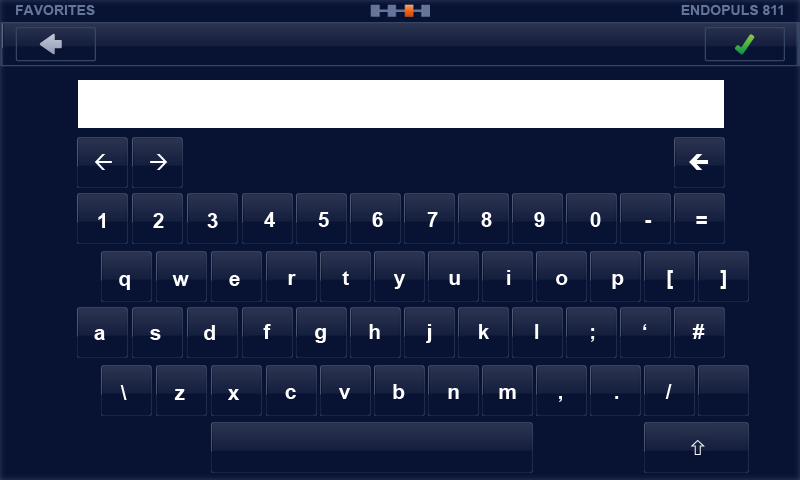 FAVORITES ENDOPULS 811
← → ←
1 2 3 4 5 6 7 8 9 0 - =
q w e r t y u i o p [ ]
a s d f g h j k l ; ‘ #
\ z x c v b n m , . /
⇧